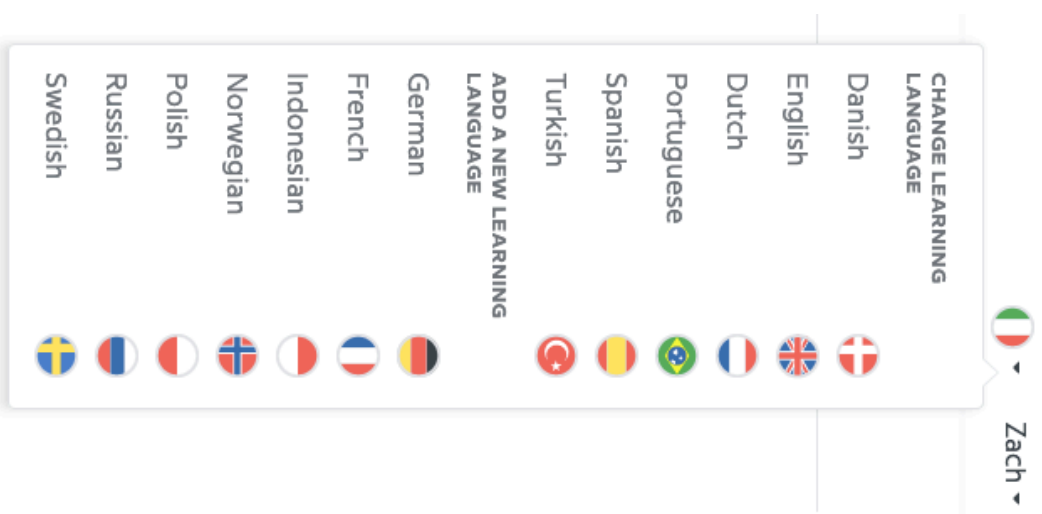 Zach
CHANGE LEARNING
LANGUAGE
Danish
English
Dutch
Portuguese
Spanish
Turkish
ADD A NEW LEARNING
LANGUAGE
German
French
Indonesian
Norwegian
Polish
Russian
Swedish